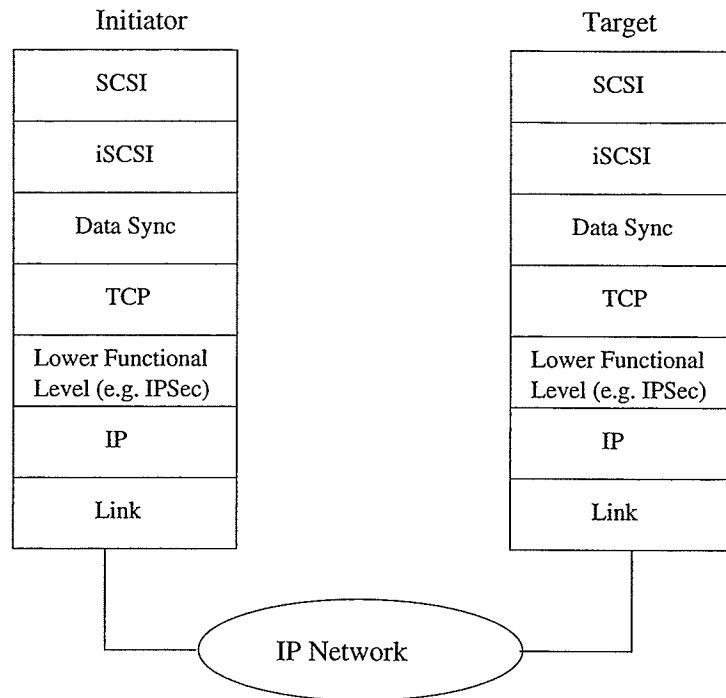 Initiator
SCSI
iSCSI
Data Sync
TCP
Lower Functional
Level (e.g. IPSec)
IP
Link
Target
SCSI
iSCSI
Data Sync
TCP
Lower Functional
Level (e.g. IPSec)
IP
Link
IP Network